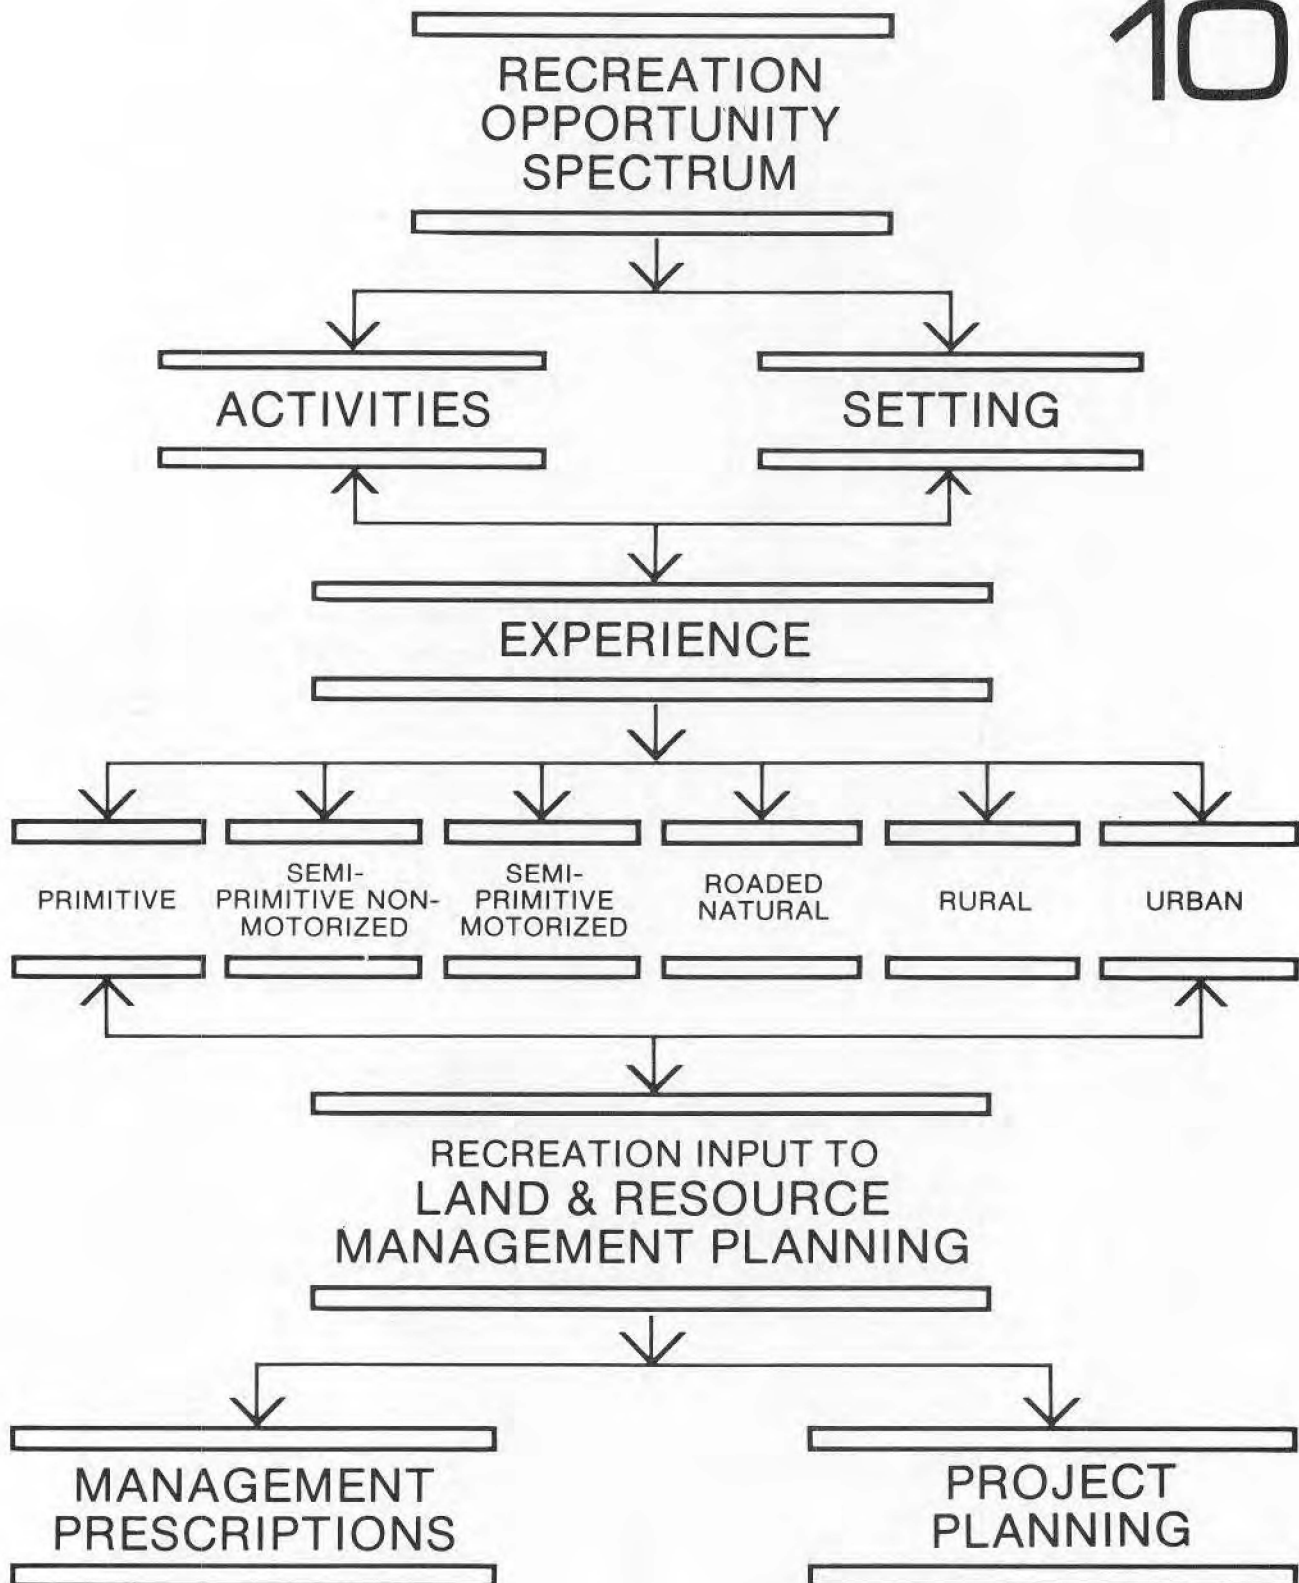 10
RECREATION
OPPORTUNITY
SPECTRUM
ACTIVITIES
SETTING
EXPERIENCE
PRIMITIVE
SEMI-
PRIMITIVE NON-
MOTORIZED
SEMI-
PRIMITIVE
MOTORIZED
ROADED
NATURAL
RURAL
URBAN
RECREATION INPUT TO
LAND & RESOURCE
MANAGEMENT PLANNING
MANAGEMENT
PRESCRIPTIONS
PROJECT
PLANNING